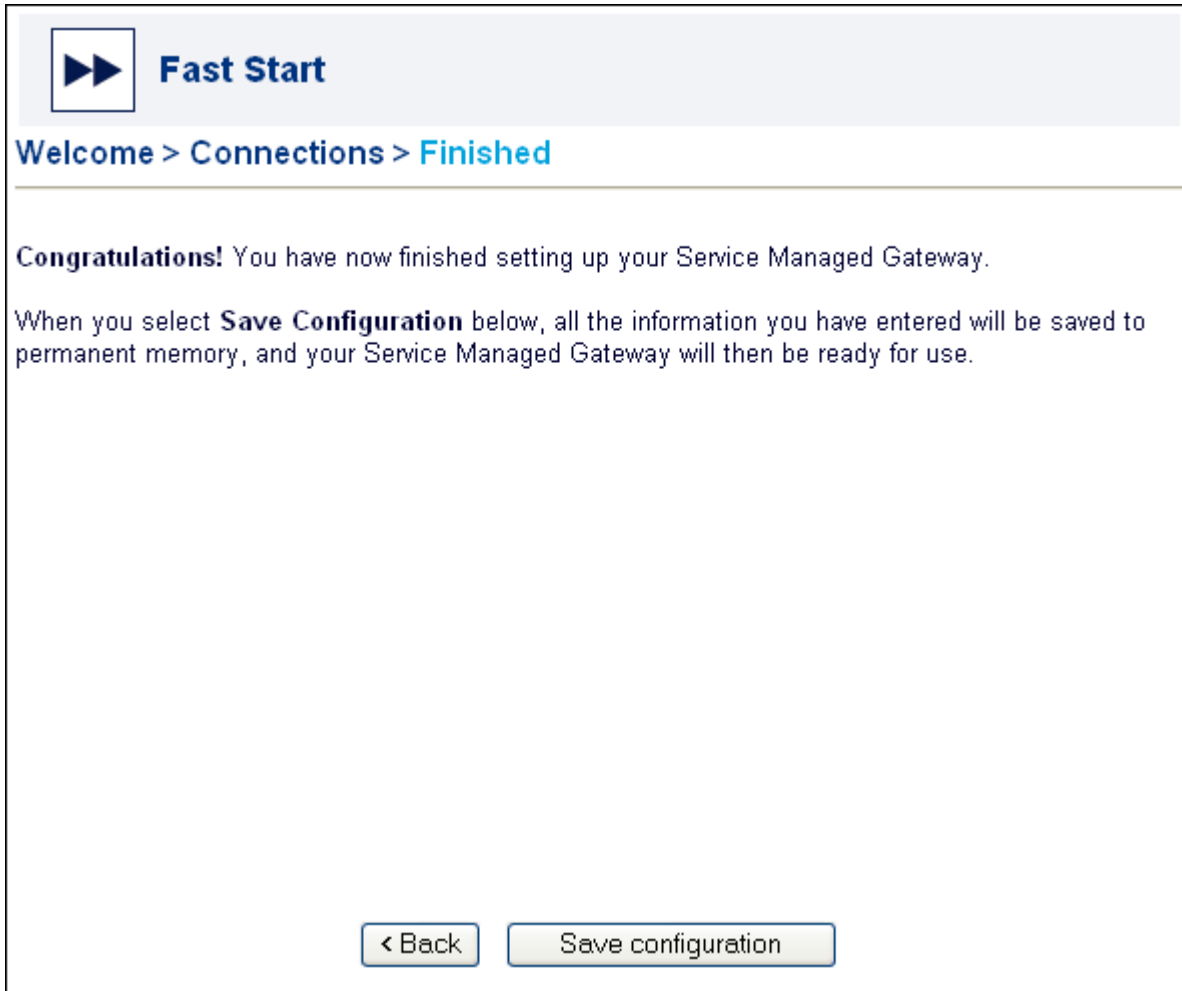 Fast Start
Welcome > Connections > Finished
Congratulations! You have now finished setting up your Service Managed Gateway.
When you select Save Configuration below, all the information you have entered will be saved to
permanent memory, and your Service Managed Gateway will then be ready for use.
< Back
Save configuration